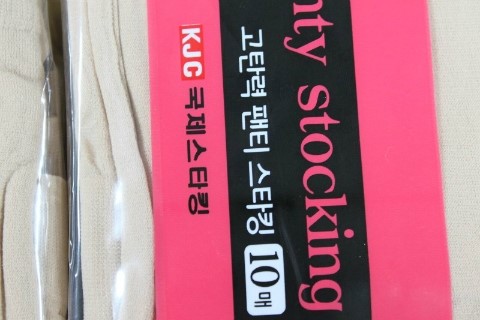 nty stocking
고탄력 팬티 스타킹 10매
KJC 국제스타킹